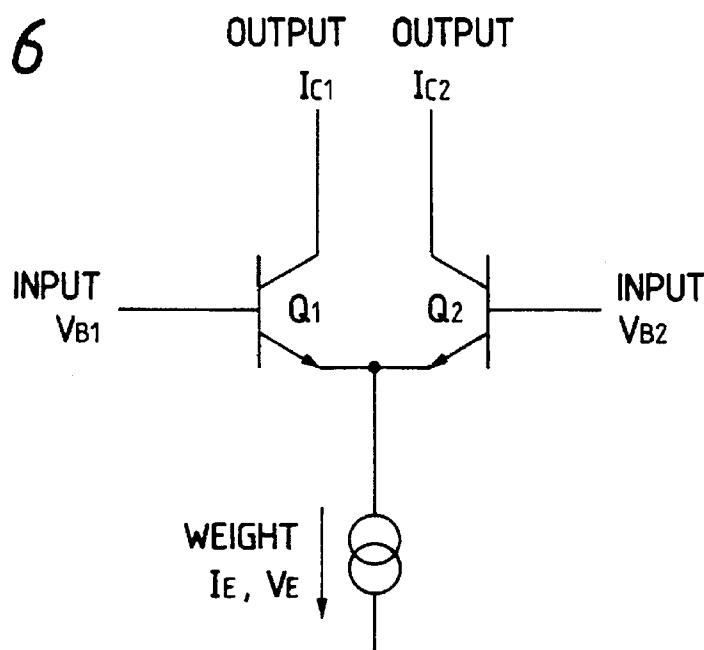 6
OUTPUT OUTPUT
IC1 IC2
INPUT
VB1
Q1 Q2
INPUT
VB2
WEIGHT
IE, VE